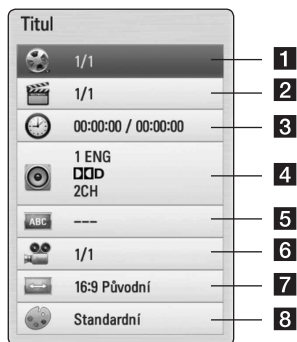 Titul
1/1 1
1/1 2
00:00:00 / 00:00:00 3
1 ENG
DD D
2CH 4
ABC --- 5
1/1 6
16:9 Původní 7
Standardní 8